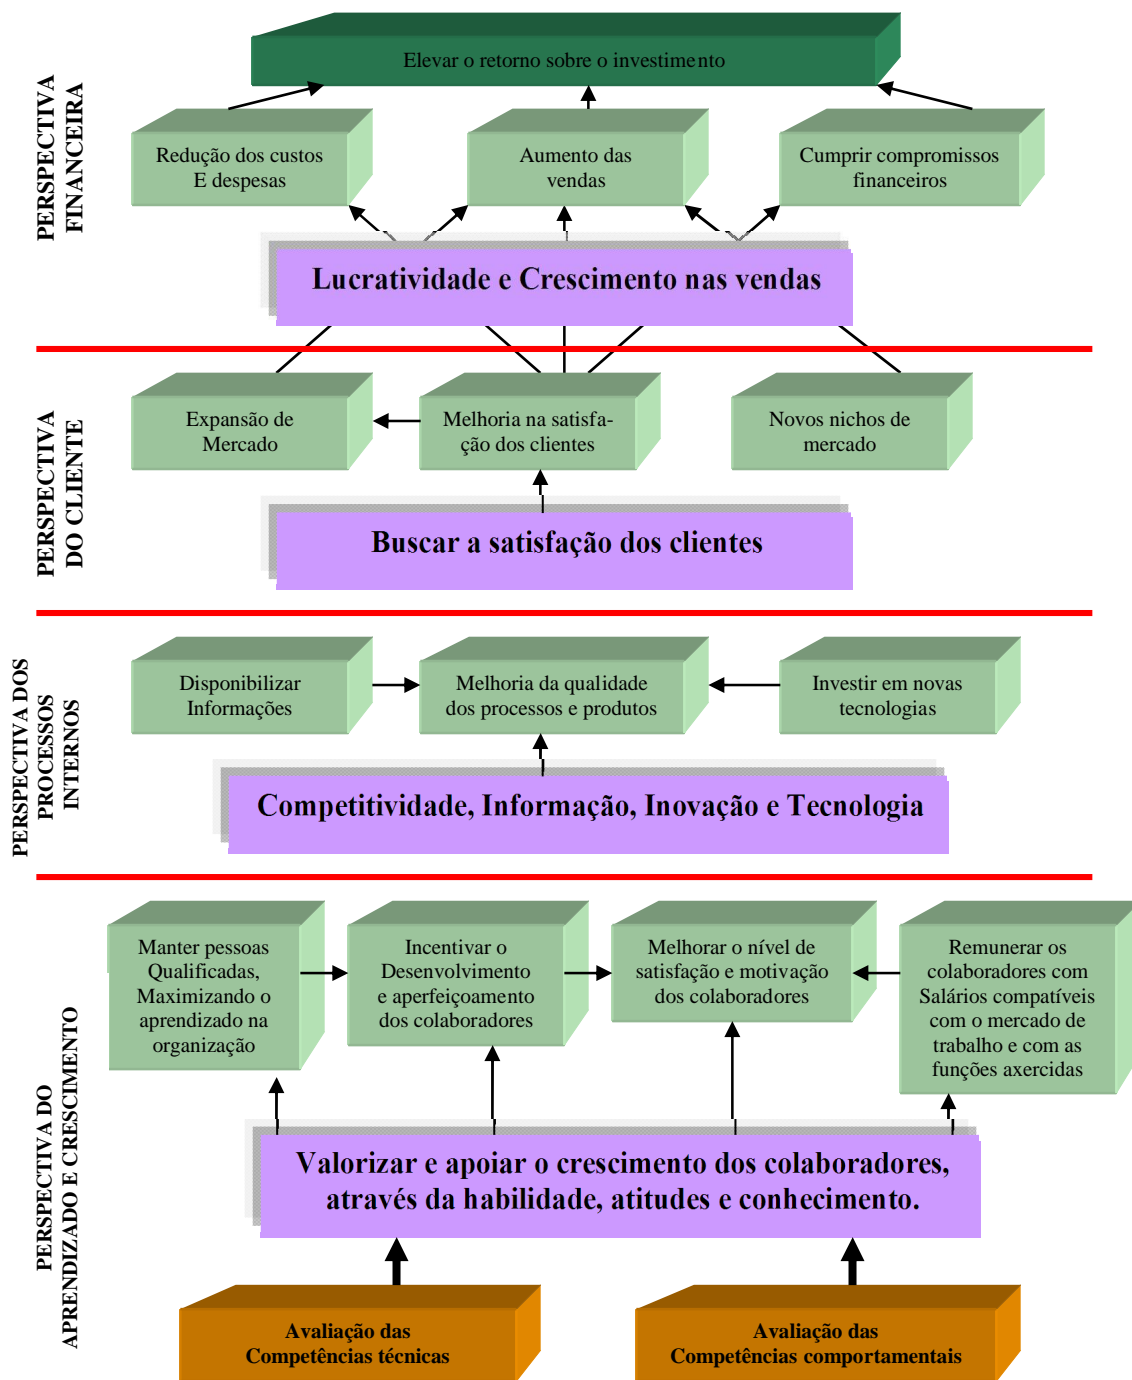 PERSPECTIVA
FINANCEIRA
Elevar o retorno sobre o investimento
Redução dos custos
E despesas
Aumento das
vendas
Cumprir compromissos
financeiros
Lucratividade e Crescimento nas vendas
PERSPECTIVA
DO CLIENTE
Expansão de
Mercado
Melhoria na satisfa-
ção dos clientes
Novos nichos de
mercado
Buscar a satisfação dos clientes
PERSPECTIVA DOS
PROCESSOS
INTERNOS
Disponibilizar
Informações
Melhoria da qualidade
dos processos e produtos
Investir em novas
tecnologias
Competitividade, Informação, Inovação e Tecnologia
PERSPECTIVA DO
APRENDIZADO E CRESCIMENTO
Manter pessoas
Qualificadas,
Maximizando o
aprendizado na
organização
Incentivar o
Desenvolvimento
e aperfeiçoamento
dos colaboradores
Melhorar o nível de
satisfação e motivação
dos colaboradores
Remunerar os
colaboradores com
Salários compatíveis
com o mercado de
trabalho e com as
funções axercidas
Valorizar e apoiar o crescimento dos colaboradores,
através da habilidade, atitudes e conhecimento.
Avaliação das
Competências técnicas
Avaliação das
Competências comportamentais